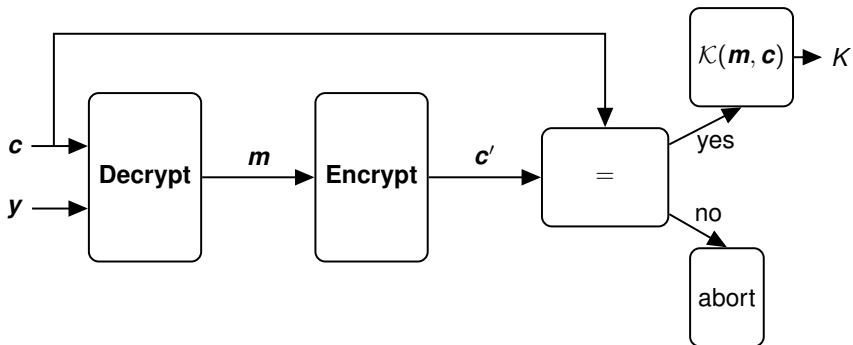 c
y
Decrypt
m
Encrypt
c′
=
yes
no
𝒦(m, c)
K
abort